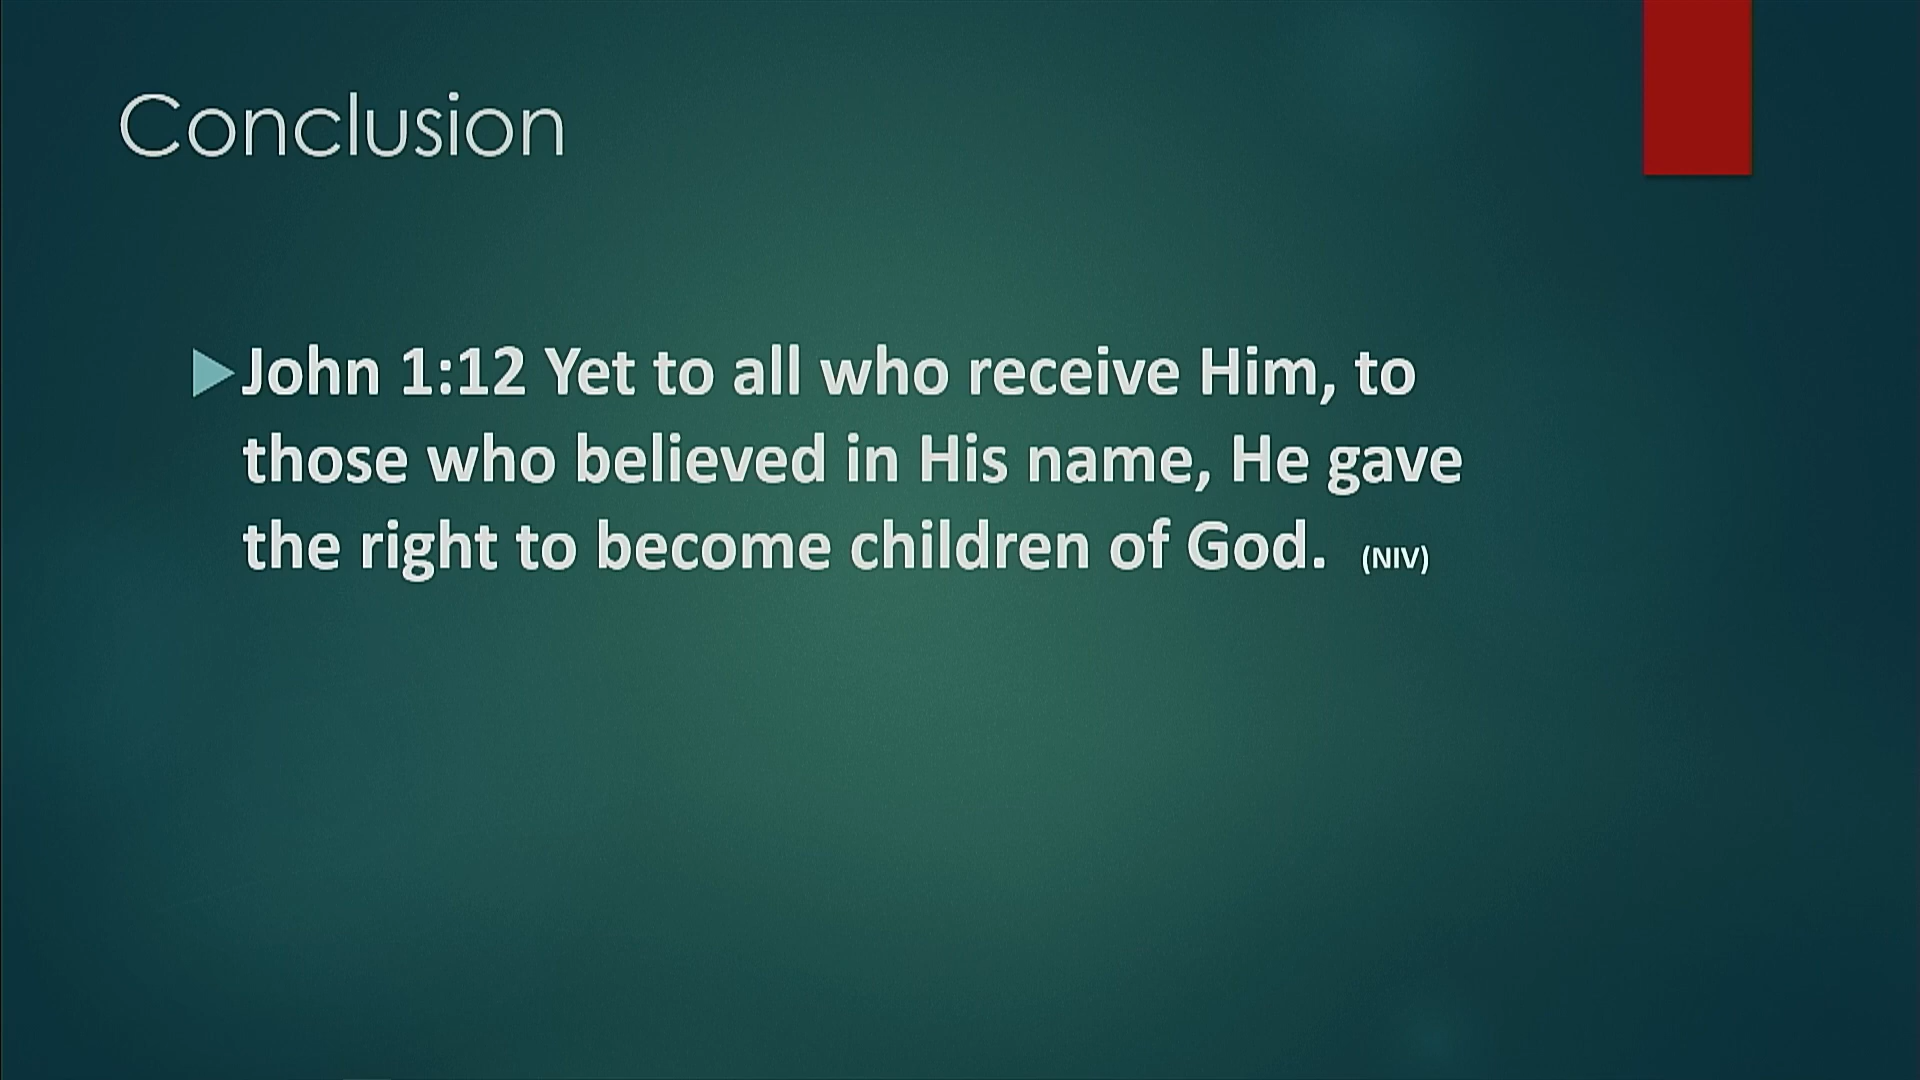 Conclusion
John 1:12 Yet to all who receive Him, to
those who believed in His name, He gave
the right to become children of God. (NIV)